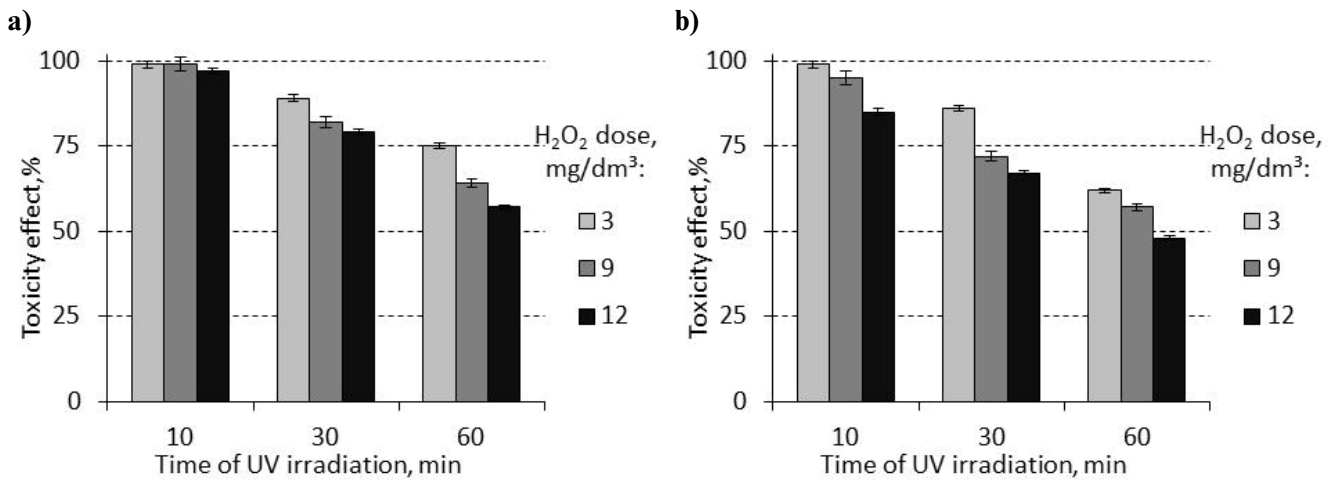 a)
100
75
50
25
0
Toxicity effect,%
10 30 60
Time of UV irradiation, min
H₂O₂ dose,
mg/dm³:
3
9
12
b)
100
75
50
25
0
Toxicity effect,%
10 30 60
Time of UV irradiation, min
H₂O₂ dose,
mg/dm³:
3
9
12